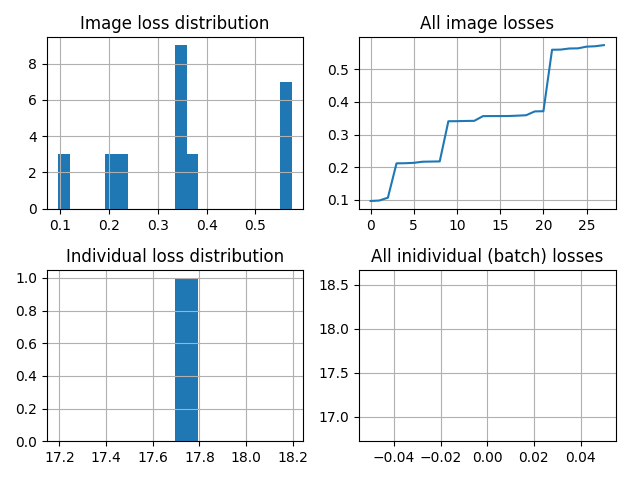 Image loss distribution
8
6
4
2
0
0.1 0.2 0.3 0.4 0.5
All image losses
0.5
0.4
0.3
0.2
0.1
0 5 10 15 20 25
Individual loss distribution
1.0
0.8
0.6
0.4
0.2
0.0
17.2 17.4 17.6 17.8 18.0 18.2
All inidividual (batch) losses
18.5
18.0
17.5
17.0
−0.04 −0.02 0.00 0.02 0.04